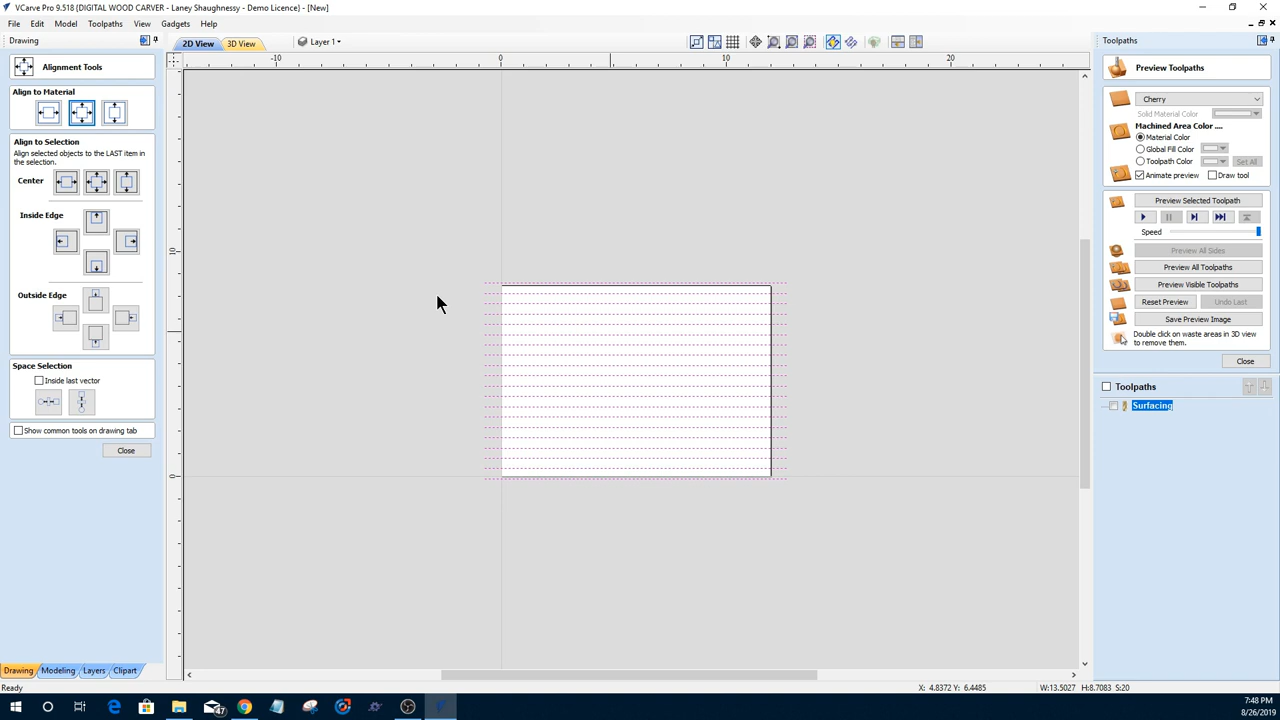 VCarve Pro 9.518 {DIGITAL WOOD CARVER - Laney Shaughnessy - Demo Licence} - [New]
File Edit Model Toolpaths View Gadgets Help
Drawing
2D View 3D View Layer 1
Toolpaths
-10 0 10 20
10
0
Alignment Tools
Align to Material
Align to Selection
Align selected objects to the LAST item in
the selection.
Center
Inside Edge
Outside Edge
Space Selection
Inside last vector
Show common tools on drawing tab
Close
Drawing Modeling Layers Clipart
Preview Toolpaths
Cherry
Solid Material Color
Machined Area Color ....
Material Color
Global Fill Color
Toolpath Color Set All
Animate preview Draw tool
Preview Selected Toolpath
Speed
Preview All Sides
Preview All Toolpaths
Preview Visible Toolpaths
Reset Preview Undo Last
Save Preview Image
Double click on waste areas in 3D view
to remove them.
Close
Toolpaths
Surfacing
Ready
X: 4.8372 Y: 6.4485 W:13.5027 H:8.7083 S:20
47
7:48 PM
8/26/2019